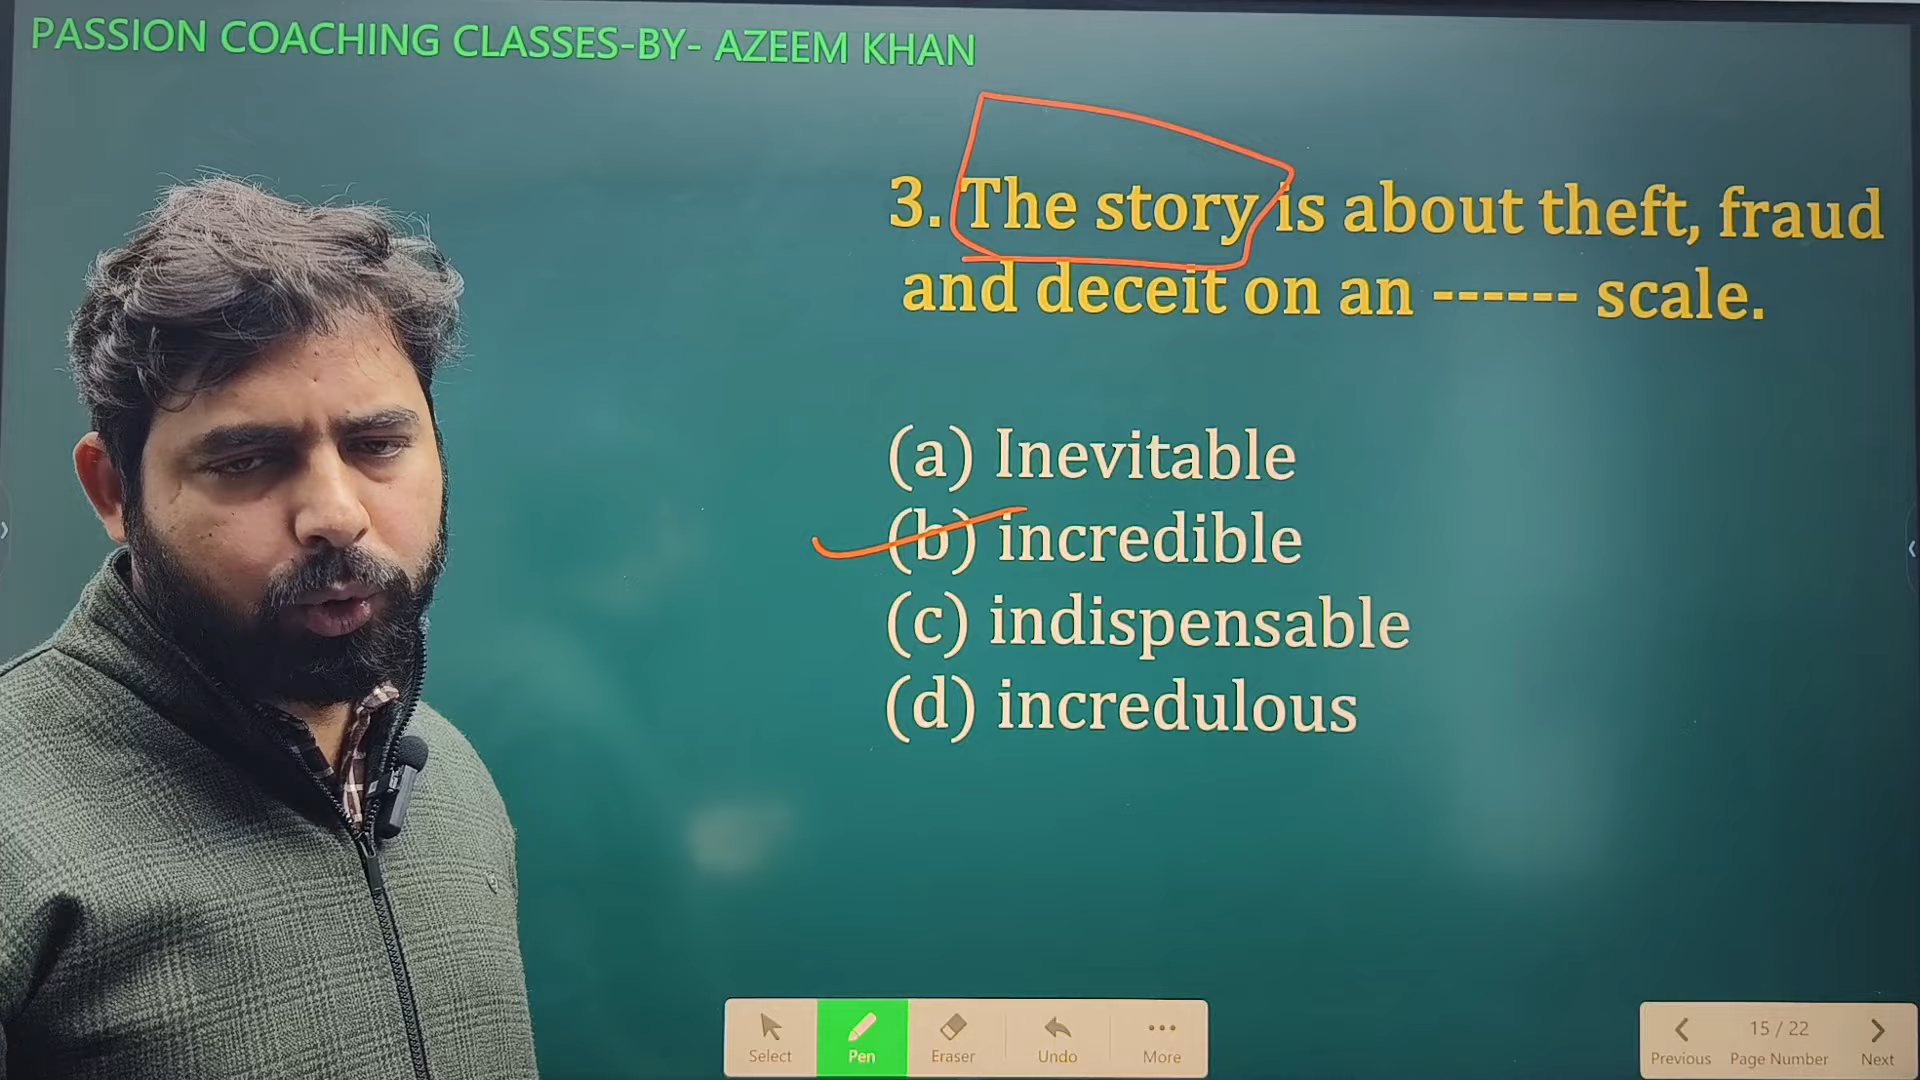 PASSION COACHING CLASSES-BY- AZEEM KHAN
3. The story is about theft, fraud
and deceit on an ------ scale.
(a) Inevitable
(b) incredible
(c) indispensable
(d) incredulous
Select
Pen
Eraser
Undo
More
15 / 22
Previous
Page Number
Next